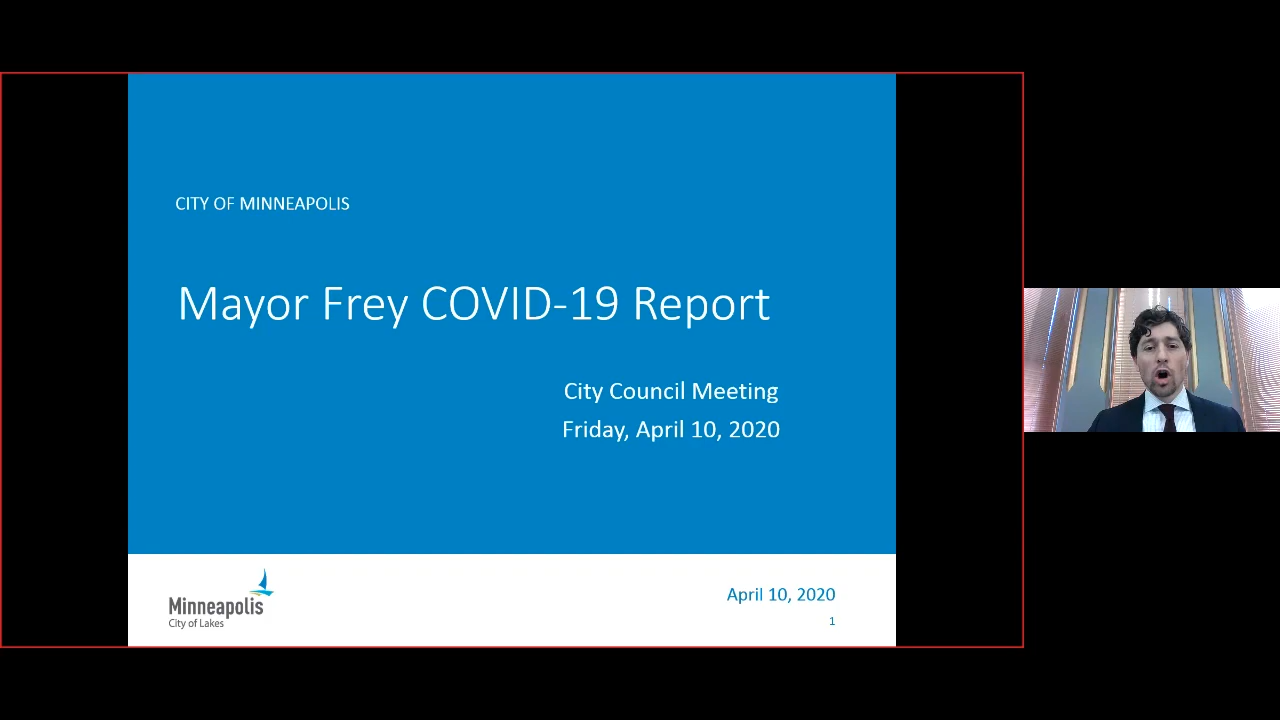 CITY OF MINNEAPOLIS
Mayor Frey COVID-19 Report
City Council Meeting
Friday, April 10, 2020
Minneapolis
City of Lakes
April 10, 2020
1